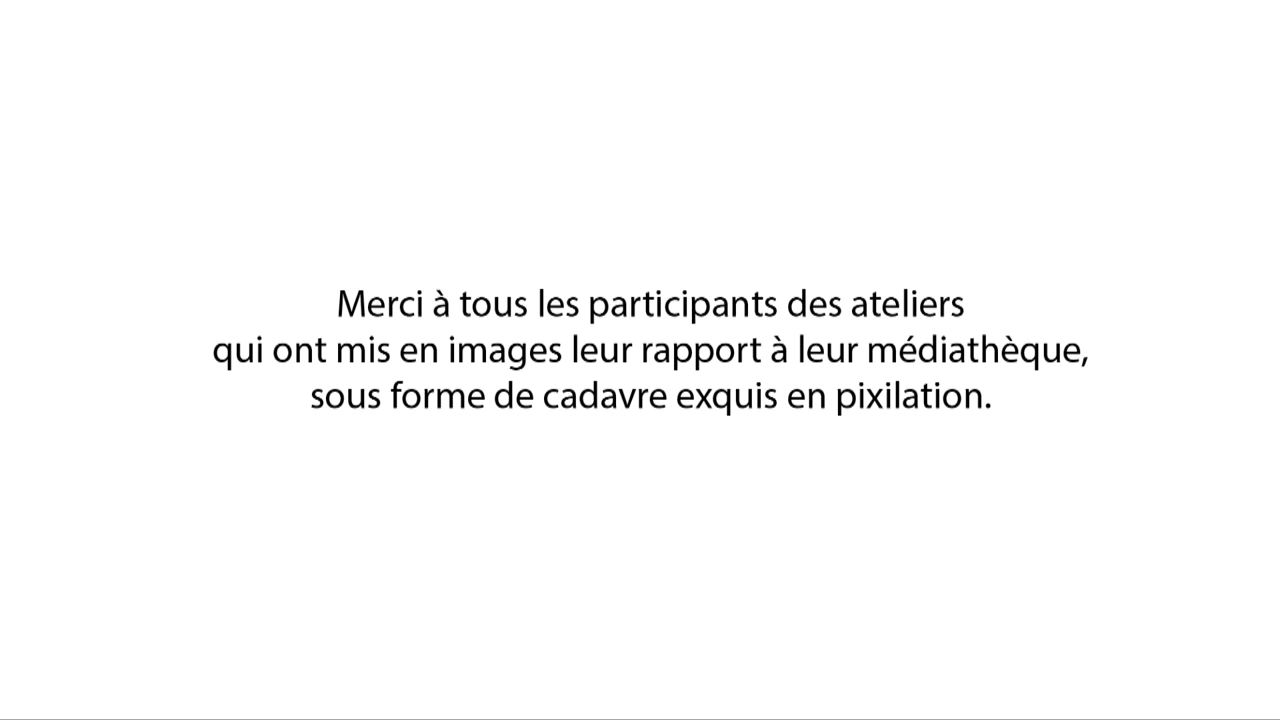 Merci à tous les participants des ateliers
qui ont mis en images leur rapport à leur médiathèque,
sous forme de cadavre exquis en pixilation.